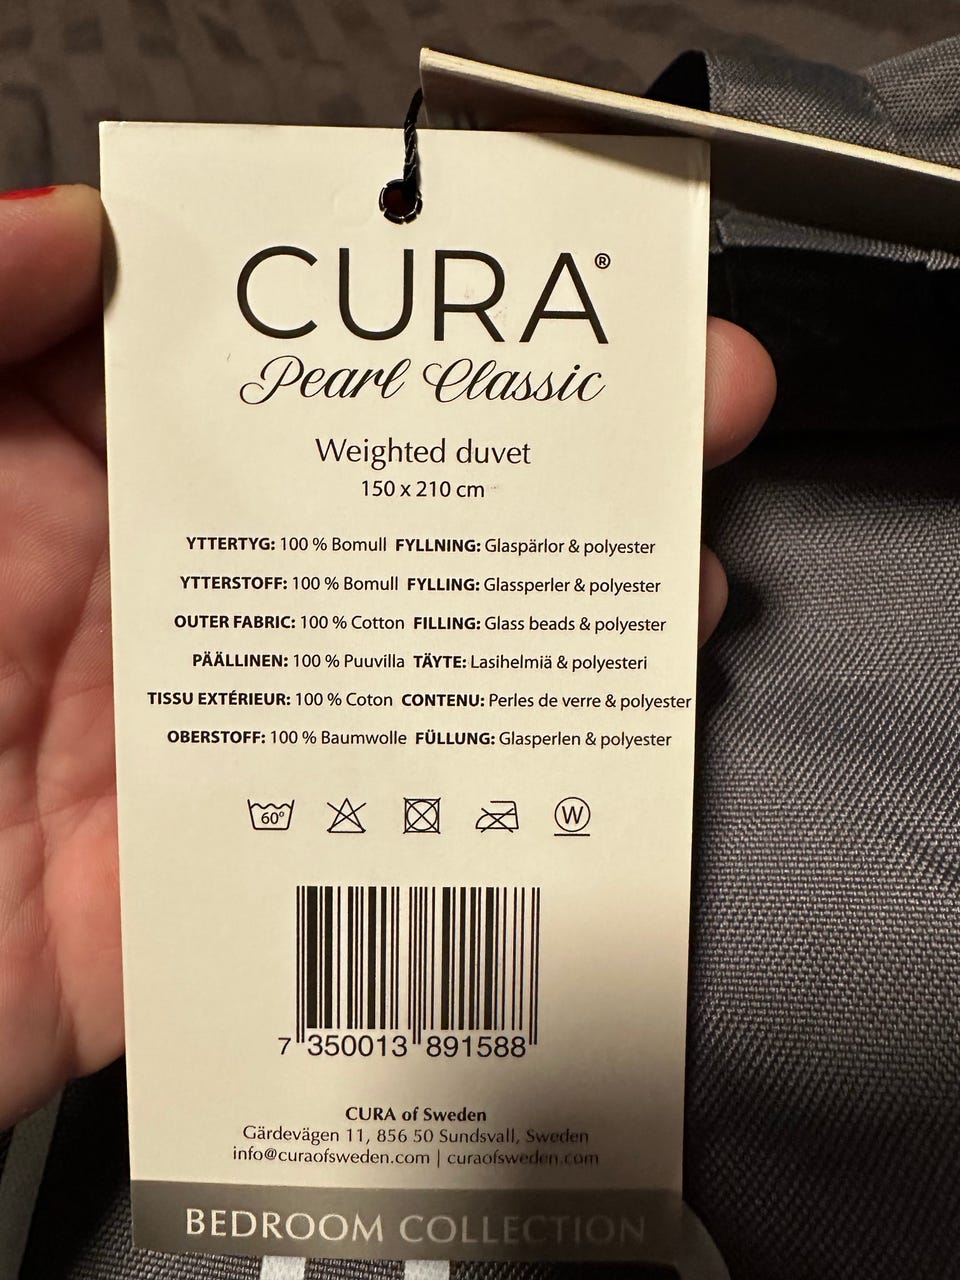 CURA®
Pearl Classic
Weighted duvet
150 x 210 cm
YTTERTYG: 100 % Bomull FYLLNING: Glaspärlor & polyester
YTTERSTOFF: 100 % Bomull FYLLING: Glassperler & polyester
OUTER FABRIC: 100 % Cotton FILLING: Glass beads & polyester
PÄÄLLINEN: 100 % Puuvilla TÄYTE: Lasihelmiä & polyesteri
TISSU EXTÉRIEUR: 100 % Coton CONTENU: Perles de verre & polyester
OBERSTOFF: 100 % Baumwolle FÜLLUNG: Glasperlen & polyester
60° W
7 350013 891588
CURA of Sweden
Gärdevägen 11, 856 50 Sundsvall, Sweden
info@curaofsweden.com | curaofsweden.com
BEDROOM COLLECTION